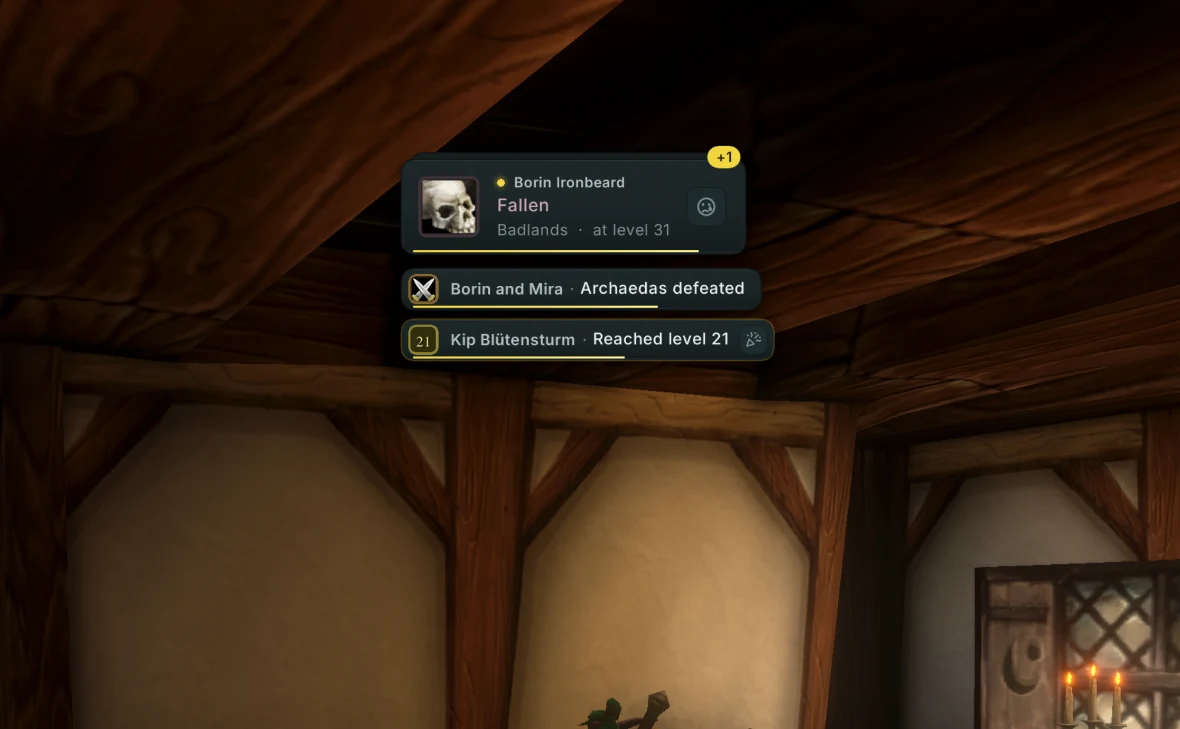 +1
Borin Ironbeard
Fallen
Badlands · at level 31
Borin and Mira · Archaedas defeated
21 Kip Blütensturm · Reached level 21